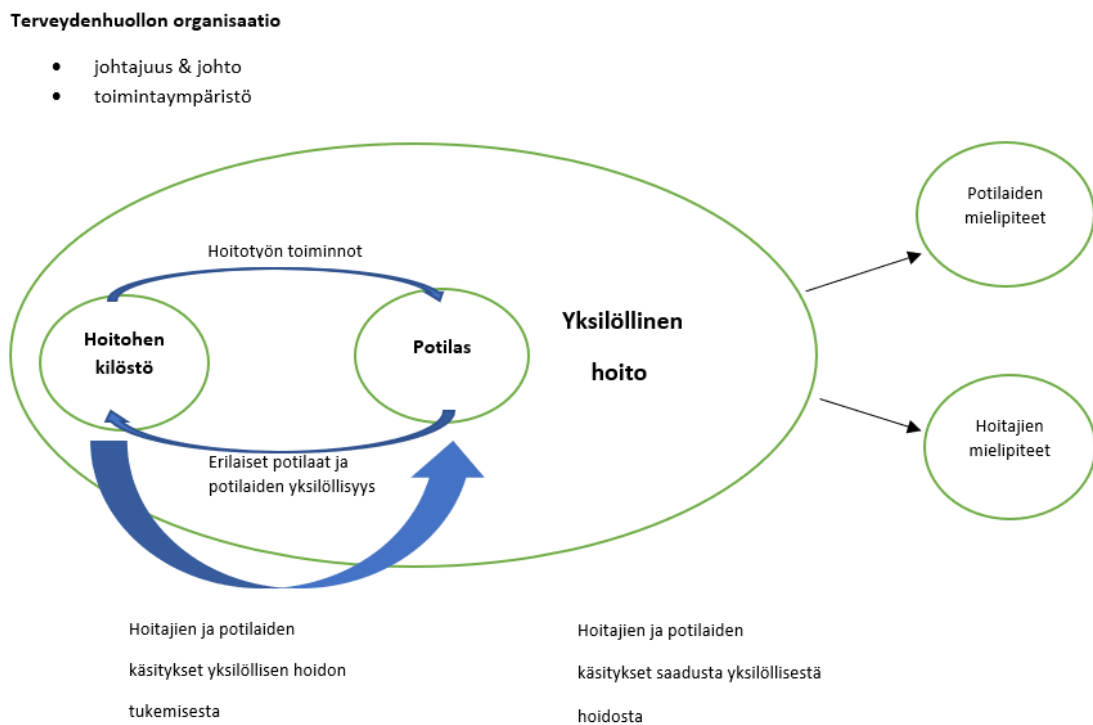 Terveydenhuollon organisaatio
• johtajuus & johto
• toimintaympäristö
Potilaiden
mielipiteet
Hoitotyön toiminnot
Hoitohen
kilöstö
Potilas
Yksilöllinen
hoito
Hoitajien
mielipiteet
Erilaiset potilaat ja
potilaiden yksilöllisyys
Hoitajien ja potilaiden
käsitykset yksilöllisen hoidon
tukemisesta
Hoitajien ja potilaiden
käsitykset saadusta yksilöllisestä
hoidosta